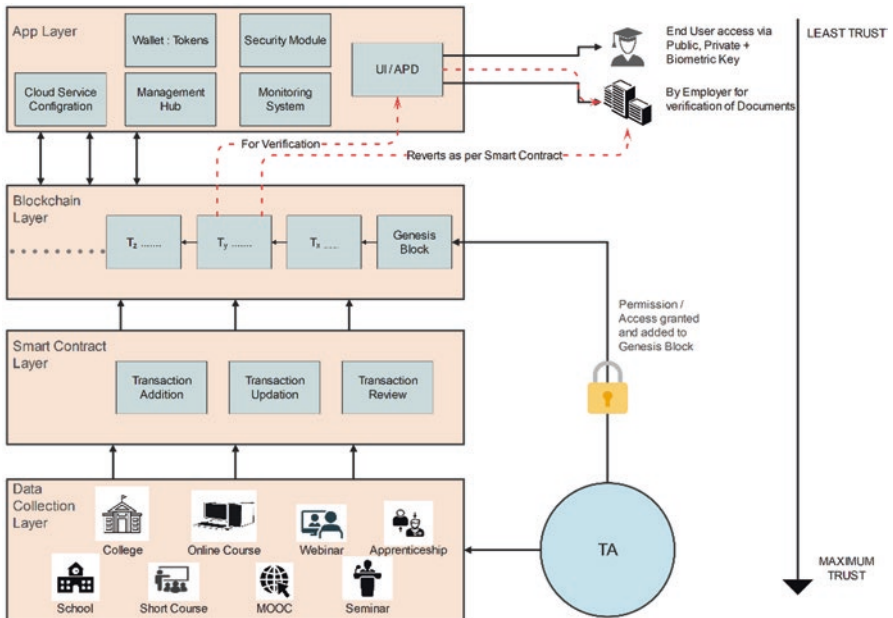 App Layer
Wallet : Tokens
Security Module
UI / APD
Cloud Service
Configration
Management
Hub
Monitoring
System
End User access via
Public, Private +
Biometric Key
By Employer for
verification of Documents
LEAST TRUST
For Verification
Reverts as per Smart Contract
Blockchain
Layer
Tz .......
Ty .......
Tx .....
Genesis
Block
Permission /
Access granted
and added to
Genesis Block
Smart Contract
Layer
Transaction
Addition
Transaction
Updation
Transaction
Review
Data
Collection
Layer
College
Online Course
Webinar
Apprenticeship
School
Short Course
MOOC
Seminar
TA
MAXIMUM
TRUST